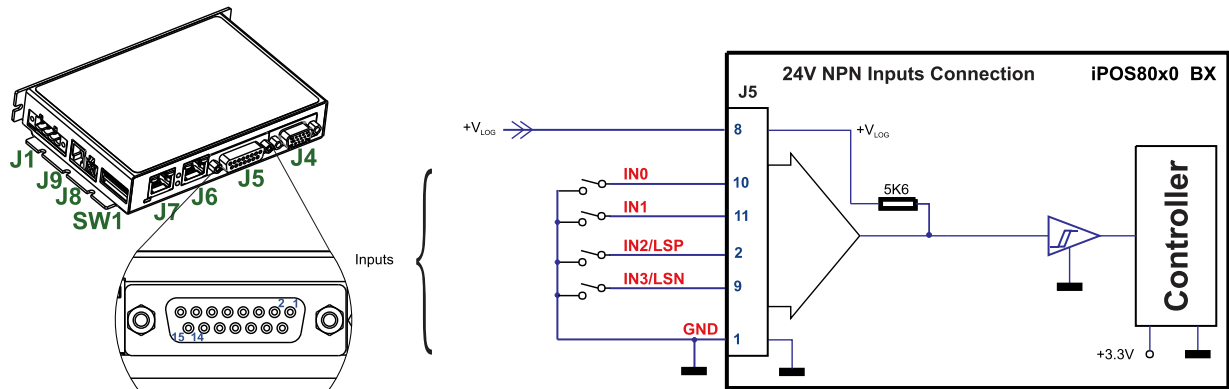 24V NPN Inputs Connection
iPOS80x0 BX
J5
+VLOG
8
+VLOG
Inputs
IN0
10
IN1
11
IN2/LSP
2
IN3/LSN
9
GND
1
5K6
Controller
+3.3V
J1
J9
J8
SW1
J7
J6
J5
J4
2 1
15 14